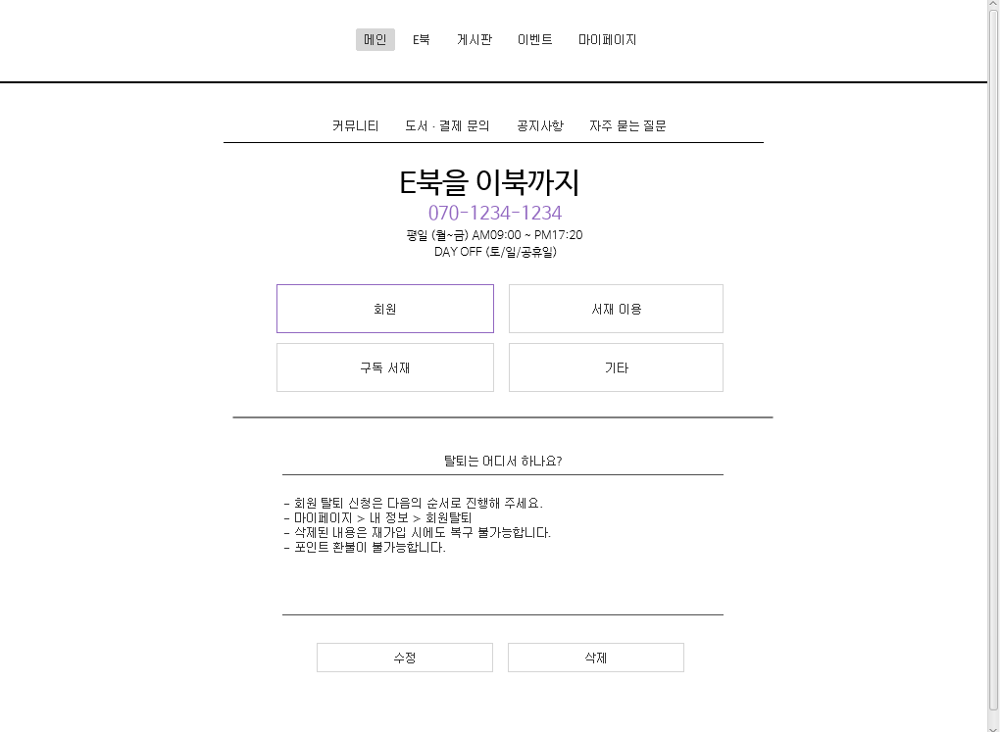 메인 E북 게시판 이벤트 마이페이지
커뮤니티 도서 · 결제 문의 공지사항 자주 묻는 질문
E북을 이북까지
070-1234-1234
평일 (월~금) AM09:00 ~ PM17:20
DAY OFF (토/일/공휴일)
회원 서재 이용
구독 서재 기타
탈퇴는 어디서 하나요?
- 회원 탈퇴 신청은 다음의 순서로 진행해 주세요.
- 마이페이지 > 내 정보 > 회원탈퇴
- 삭제된 내용은 재가입 시에도 복구 불가능합니다.
- 포인트 환불이 불가능합니다.
수정 삭제